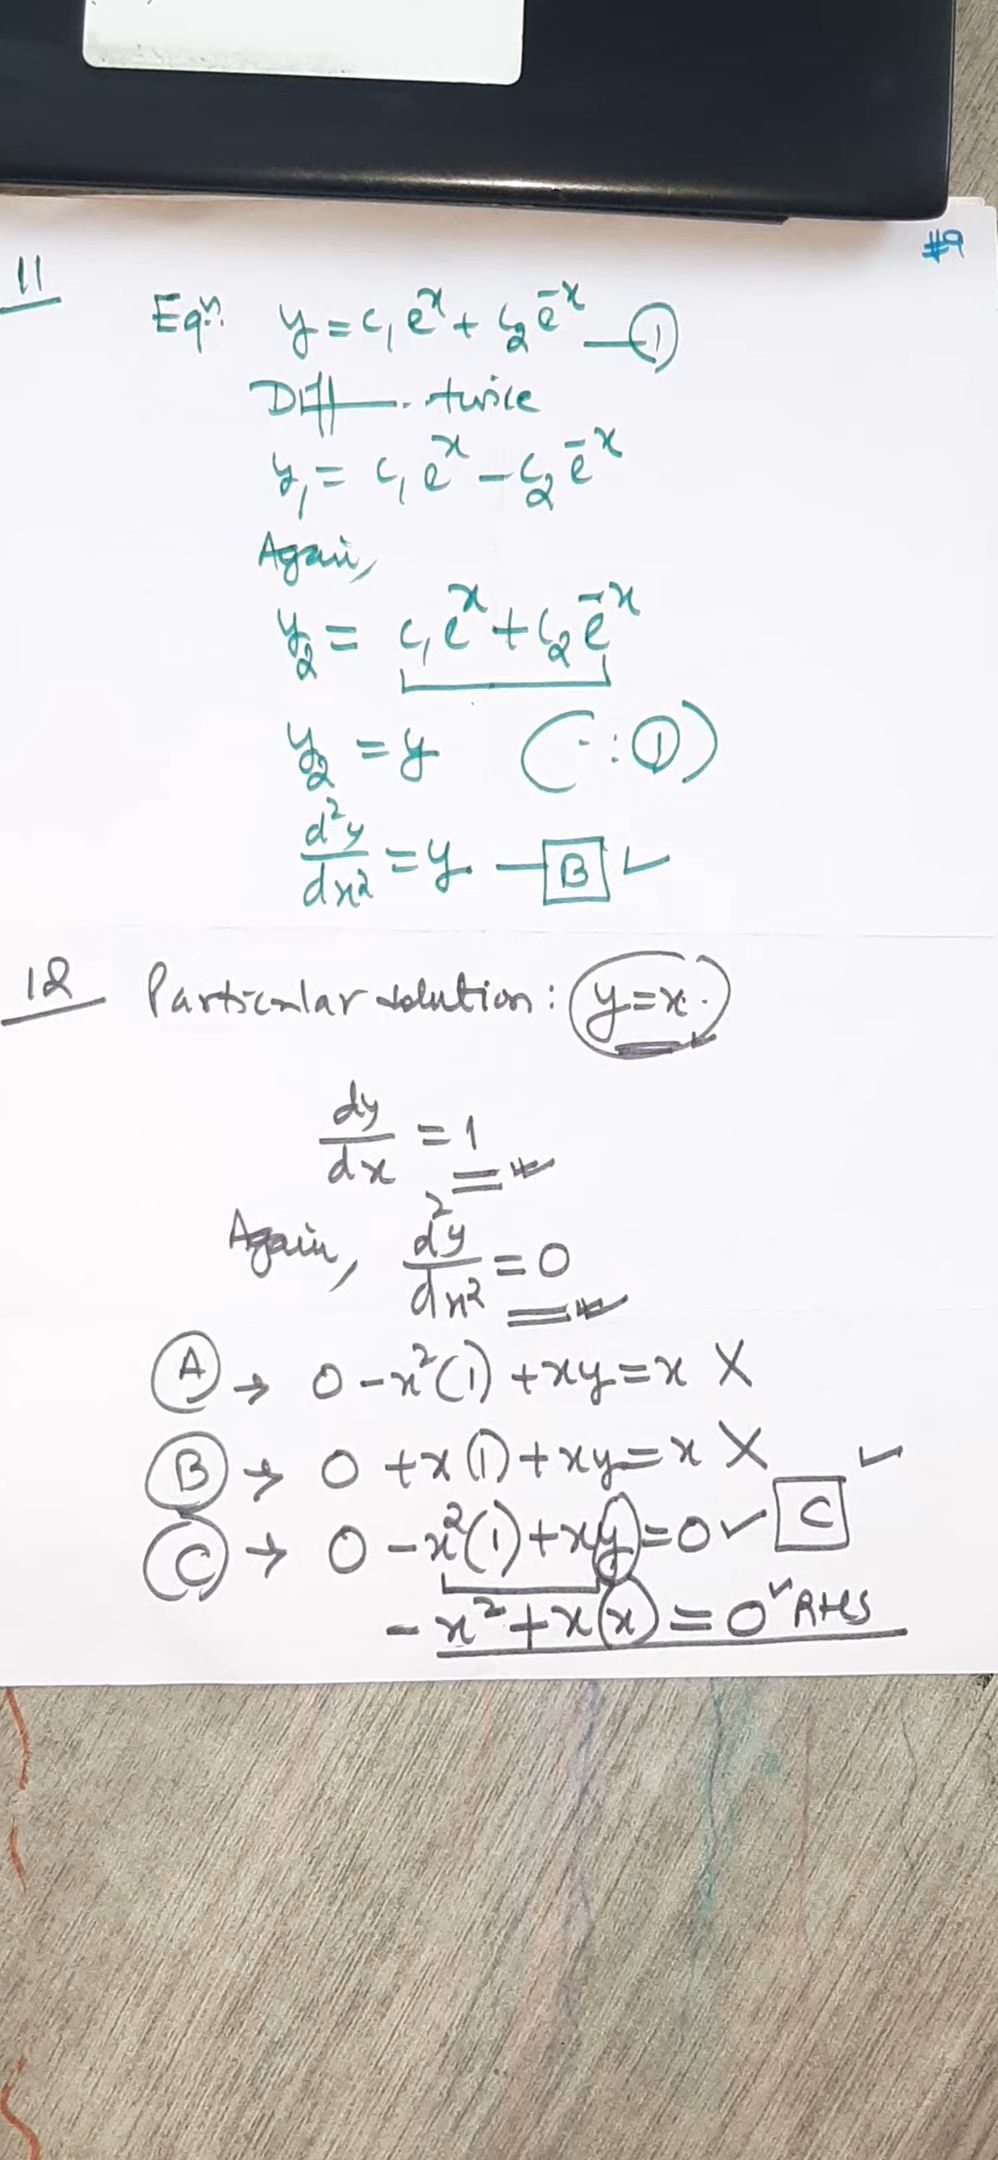 #9
11
Eqn: y = c₁eˣ + c₂e⁻ˣ —①
Diff. twice
y₁ = c₁eˣ - c₂e⁻ˣ
Again,
y₂ = c₁eˣ + c₂e⁻ˣ
y₂ = y (∵ ①)
d²y/dx² = y — B ✓
12 Particular solution: y = x.
dy/dx = 1
Again, d²y/dx² = 0
Ⓐ → 0 - x²(1) + xy = x X
Ⓑ → 0 + x(1) + xy = x X
Ⓒ → 0 - x²(1) + xy = 0 ✓ C ✓
- x² + x(x) = 0 ✓ RHS